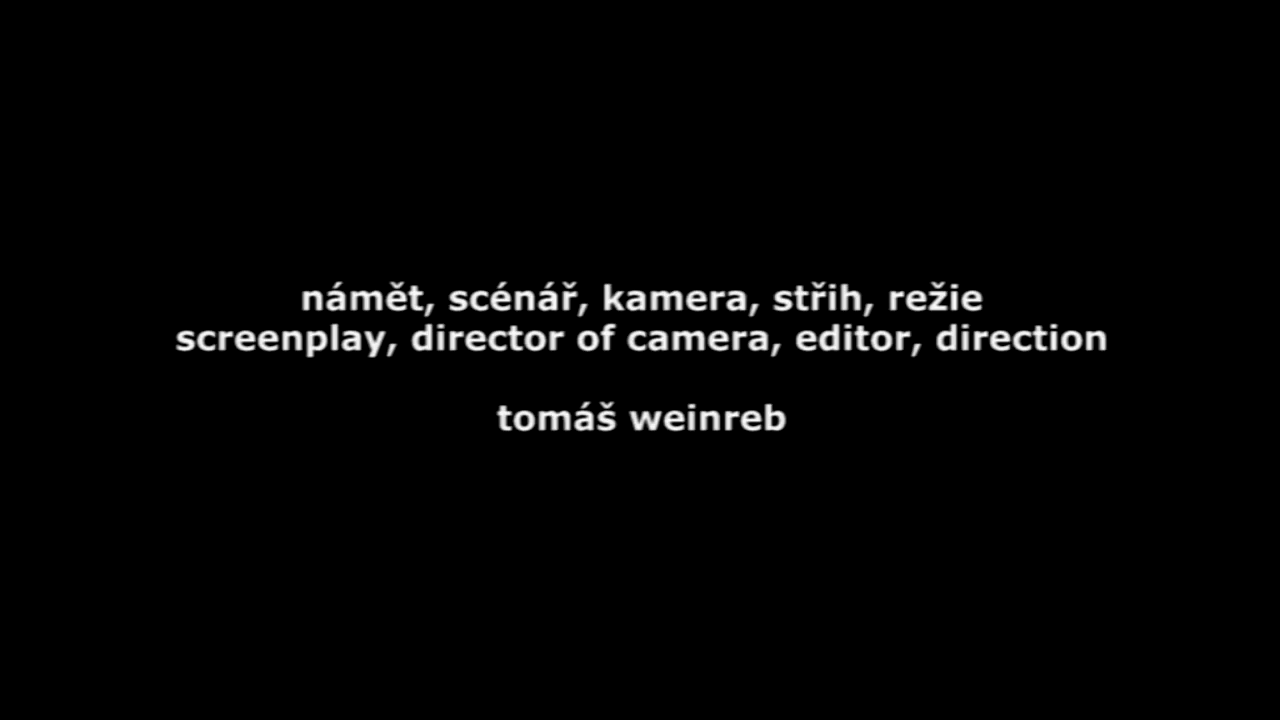 námět, scénář, kamera, střih, režie
screenplay, director of camera, editor, direction
tomáš weinreb